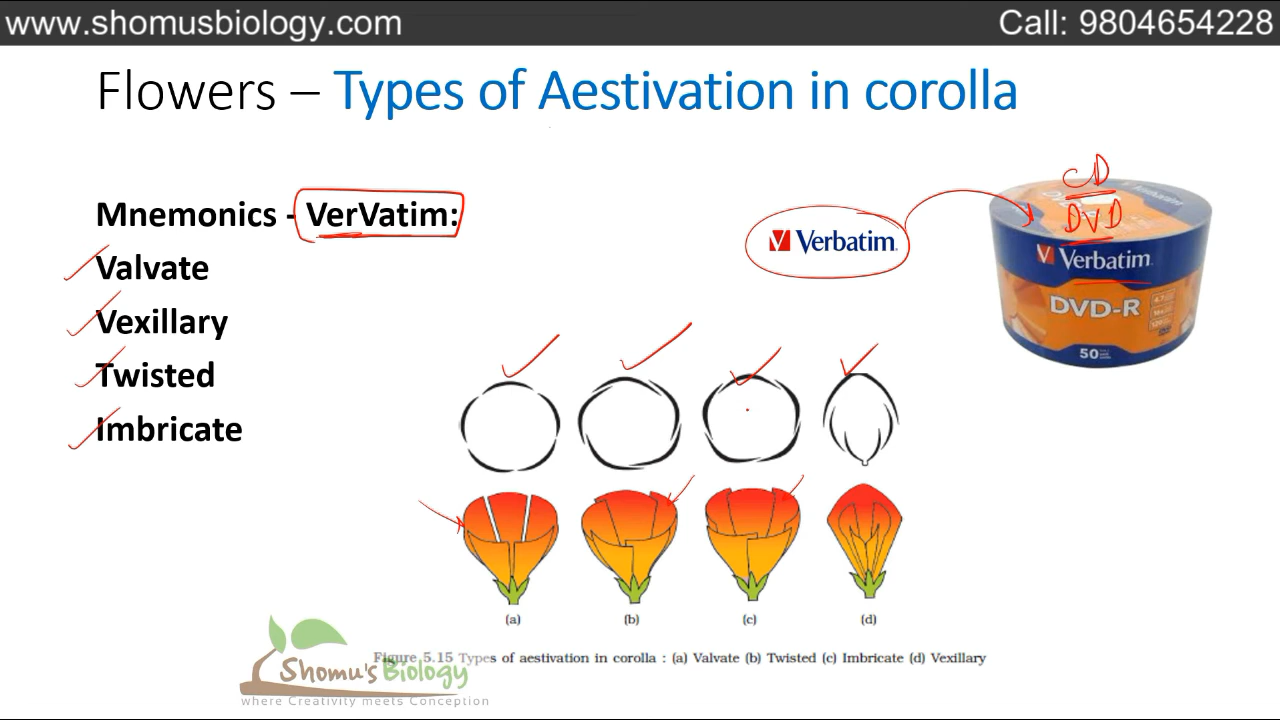 www.shomusbiology.com
Call: 9804654228
Flowers – Types of Aestivation in corolla
Mnemonics - VerVatim:
Valvate
Vexillary
Twisted
Imbricate
Verbatim.
CD
DVD
Verbatim.
DVD-R
50
(a) (b) (c) (d)
Figure 5.15 Types of aestivation in corolla : (a) Valvate (b) Twisted (c) Imbricate (d) Vexillary
Shomu's Biology
where Creativity meets Conception